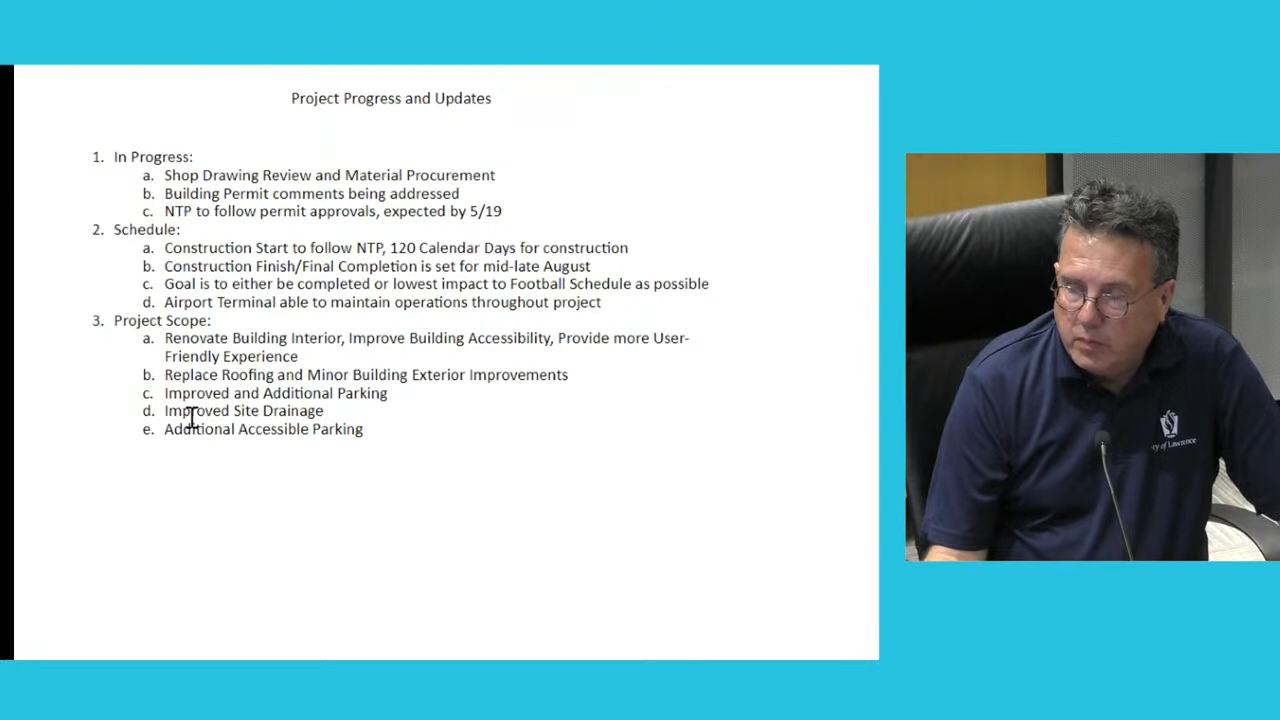 Project Progress and Updates
1. In Progress:
a. Shop Drawing Review and Material Procurement
b. Building Permit comments being addressed
c. NTP to follow permit approvals, expected by 5/19
2. Schedule:
a. Construction Start to follow NTP, 120 Calendar Days for construction
b. Construction Finish/Final Completion is set for mid-late August
c. Goal is to either be completed or lowest impact to Football Schedule as possible
d. Airport Terminal able to maintain operations throughout project
3. Project Scope:
a. Renovate Building Interior, Improve Building Accessibility, Provide more User-
Friendly Experience
b. Replace Roofing and Minor Building Exterior Improvements
c. Improved and Additional Parking
d. Improved Site Drainage
e. Additional Accessible Parking
of Lawrence